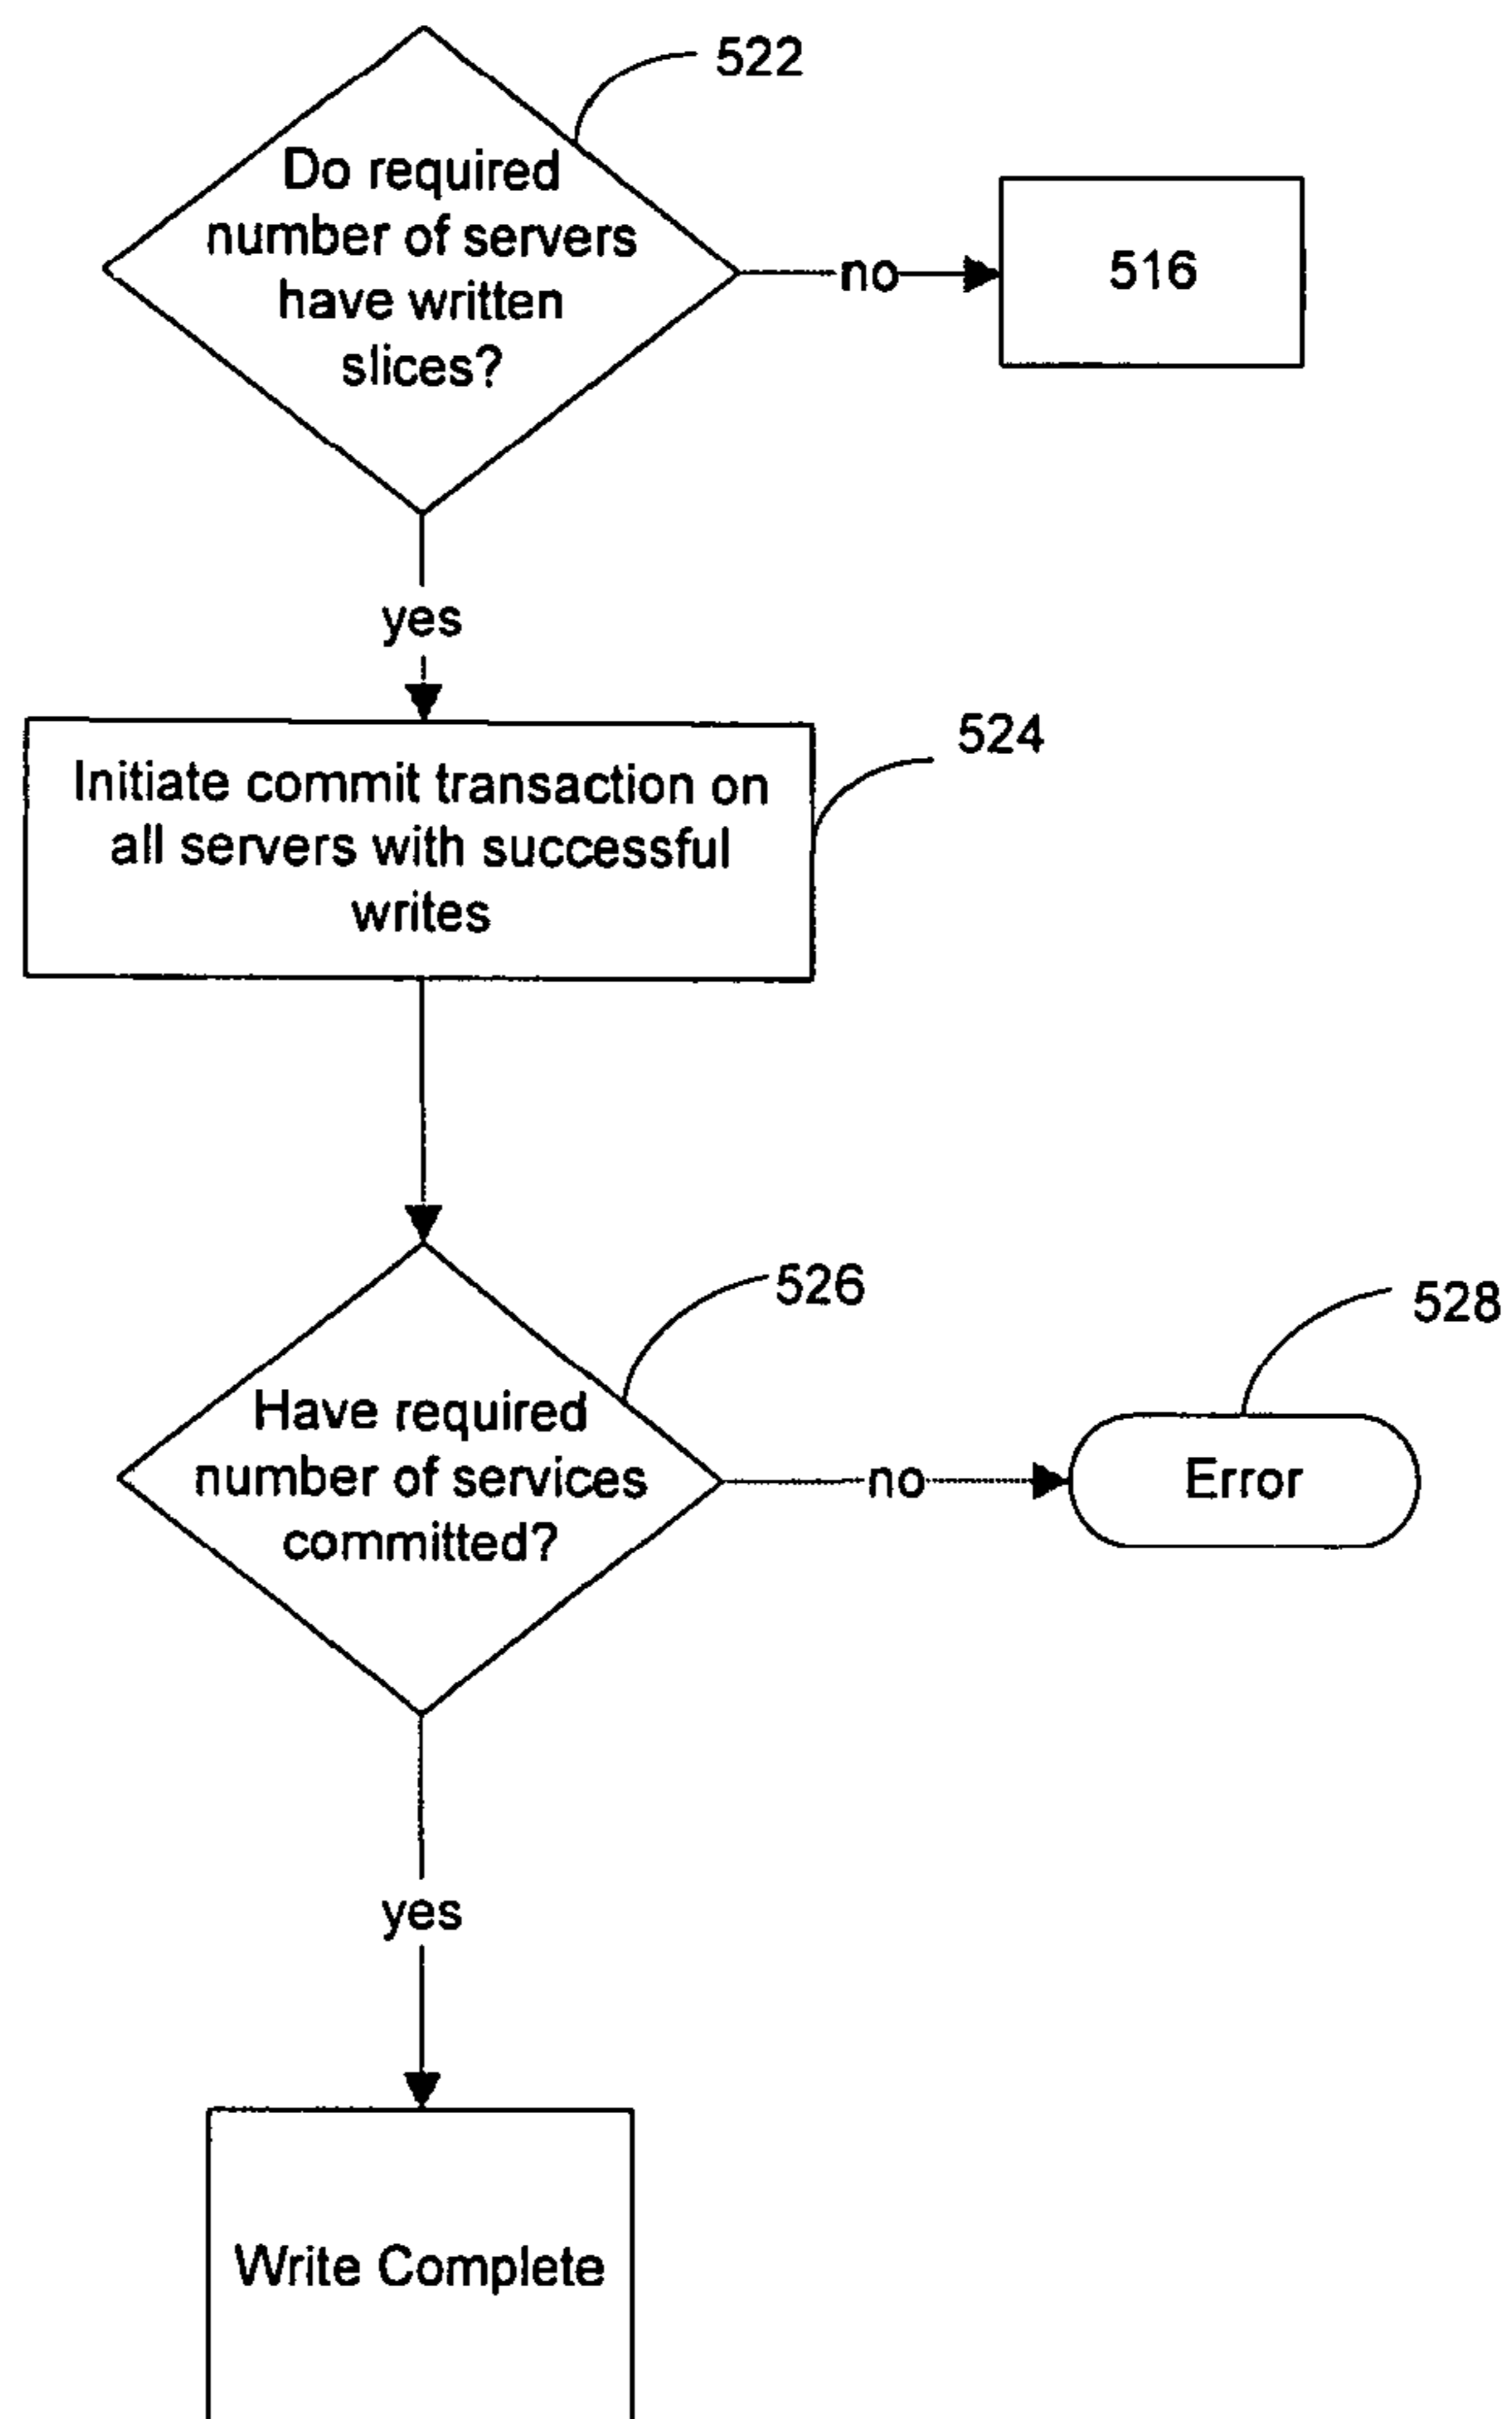 522
Do required
number of servers
have written
slices?
no
516
yes
524
Initiate commit transaction on
all servers with successful
writes
526
528
Have required
number of services
committed?
no
Error
yes
Write Complete